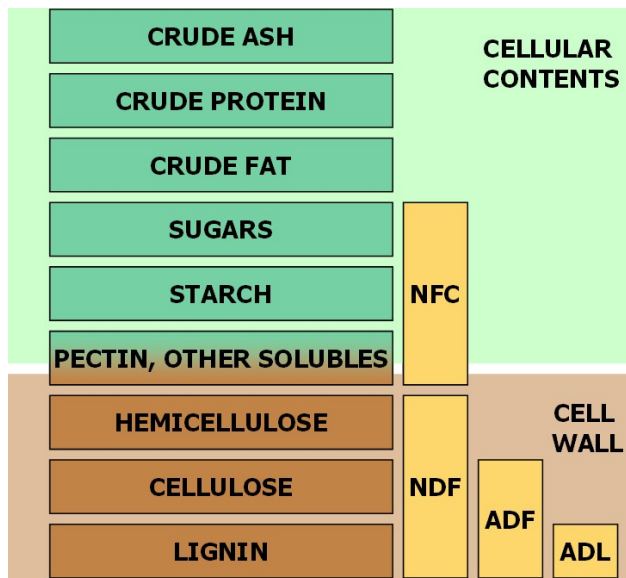 CRUDE ASH
CELLULAR
CONTENTS
CRUDE PROTEIN
CRUDE FAT
SUGARS
STARCH
NFC
PECTIN, OTHER SOLUBLES
HEMICELLULOSE
CELL
WALL
CELLULOSE
NDF
ADF
LIGNIN
ADL